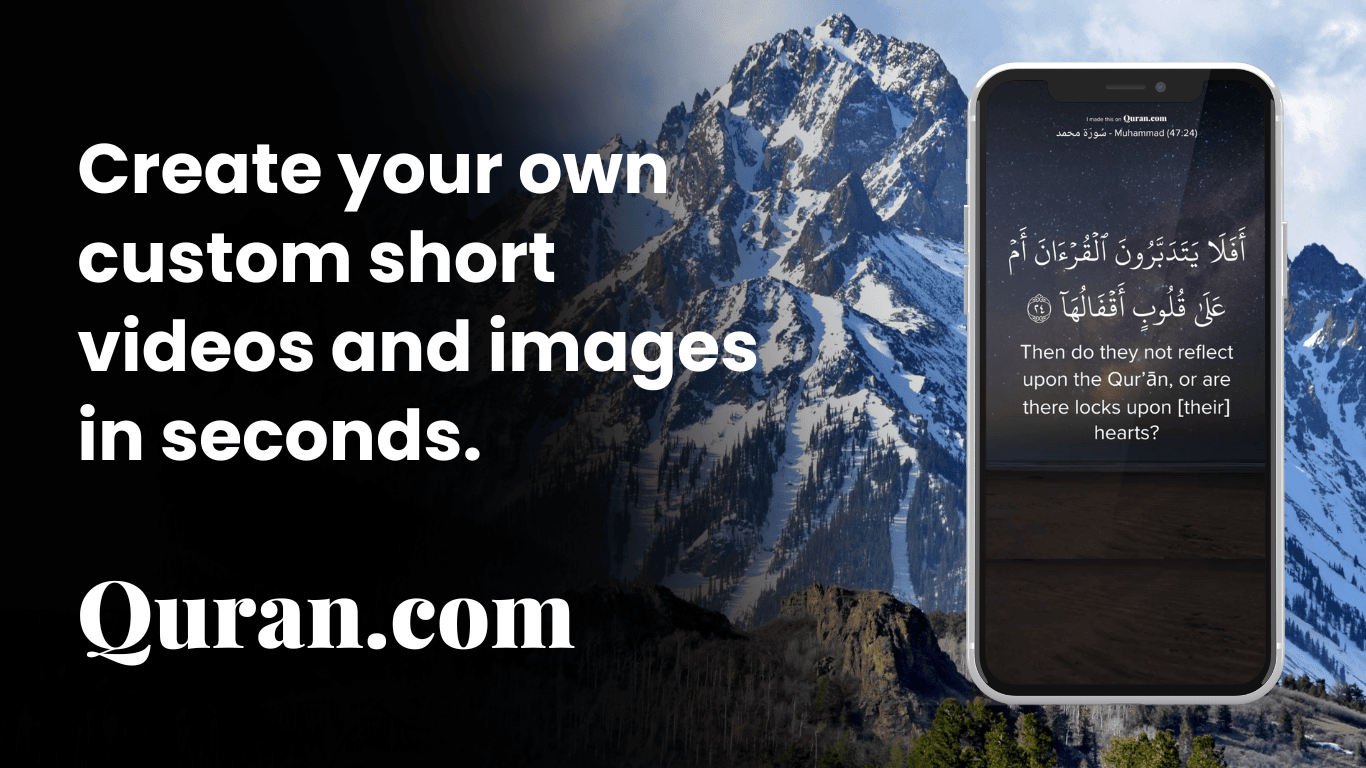 Create your own
custom short
videos and images
in seconds.
Quran.com
I made this on Quran.com
سُورَة محمد - Muhammad (47:24)
أَفَلَا يَتَدَبَّرُونَ ٱلْقُرْءَانَ أَمْ
عَلَىٰ قُلُوبٍ أَقْفَالُهَآ ٢٤
Then do they not reflect
upon the Qur’ān, or are
there locks upon [their]
hearts?